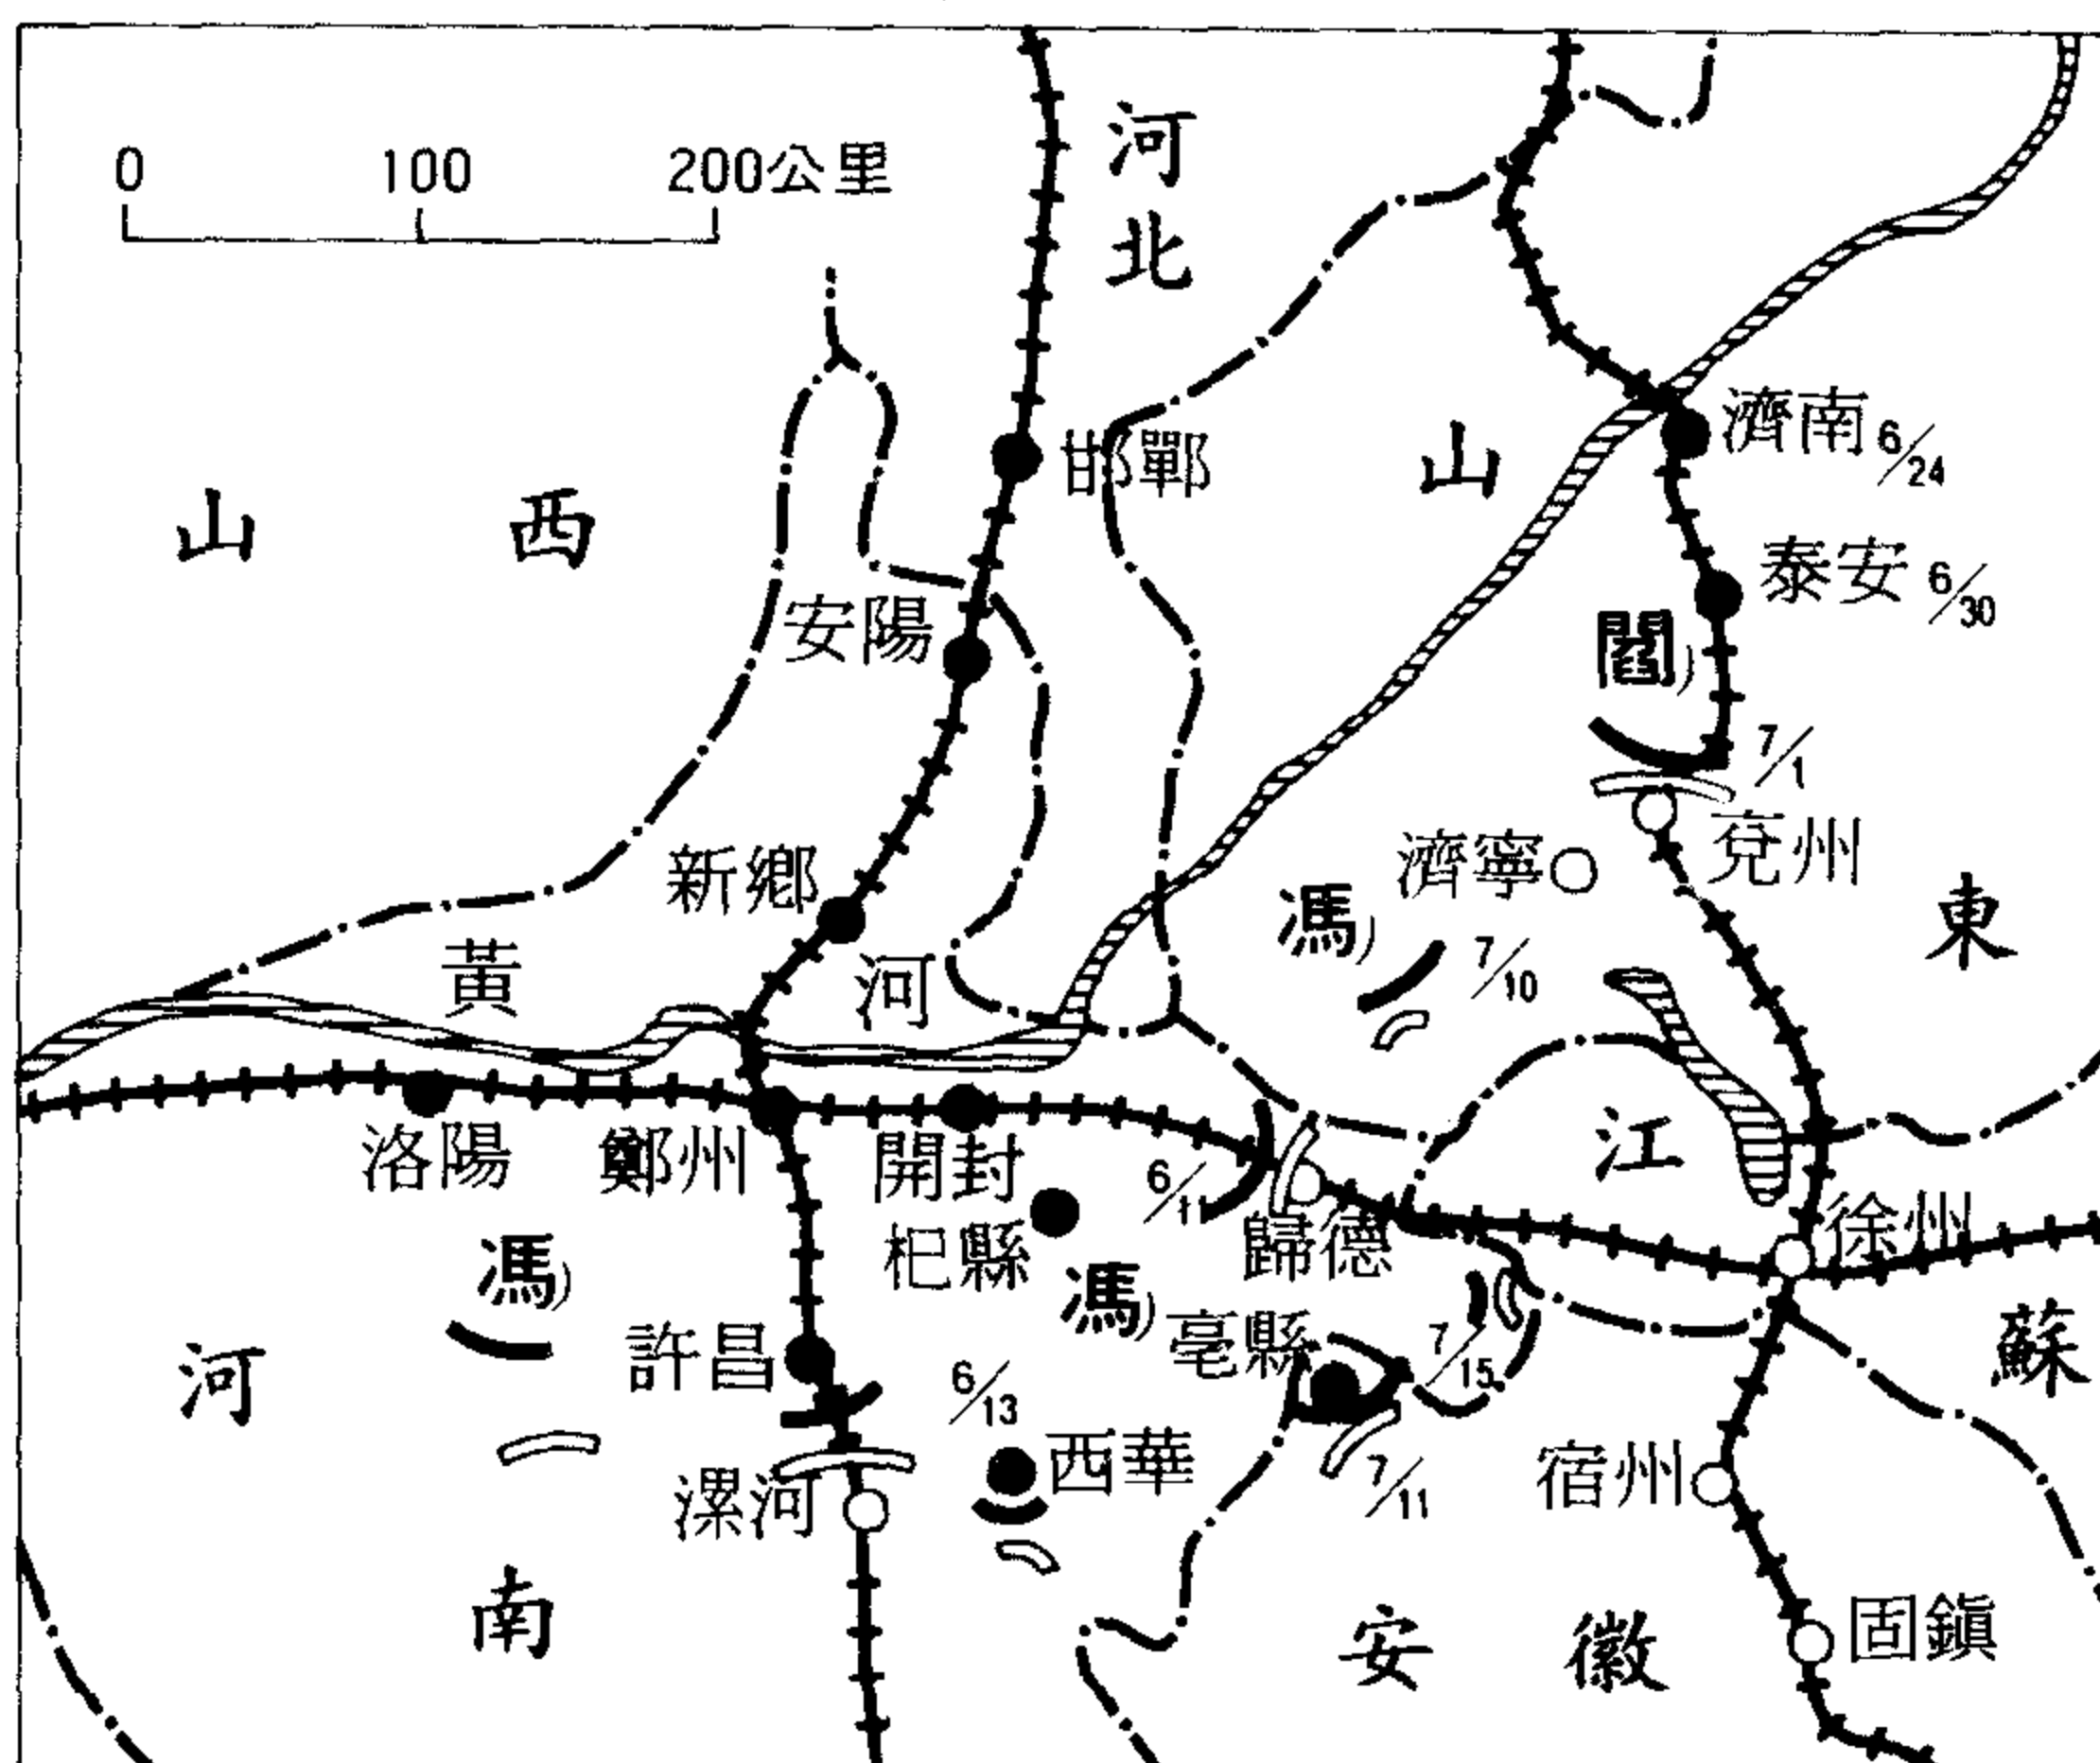 0 100 200公里
河北
山西
邯鄲
山東
濟南 6/24
泰安 6/30
安陽
閻)
7/1
兗州
新鄉
濟寧
馮)
7/10
黃河
洛陽
鄭州
開封
6/11
歸德
江蘇
徐州
杞縣
馮)
馮)
亳縣
7/15
許昌
6/13
河南
西華
7/11
宿州
漯河
安徽
固鎮